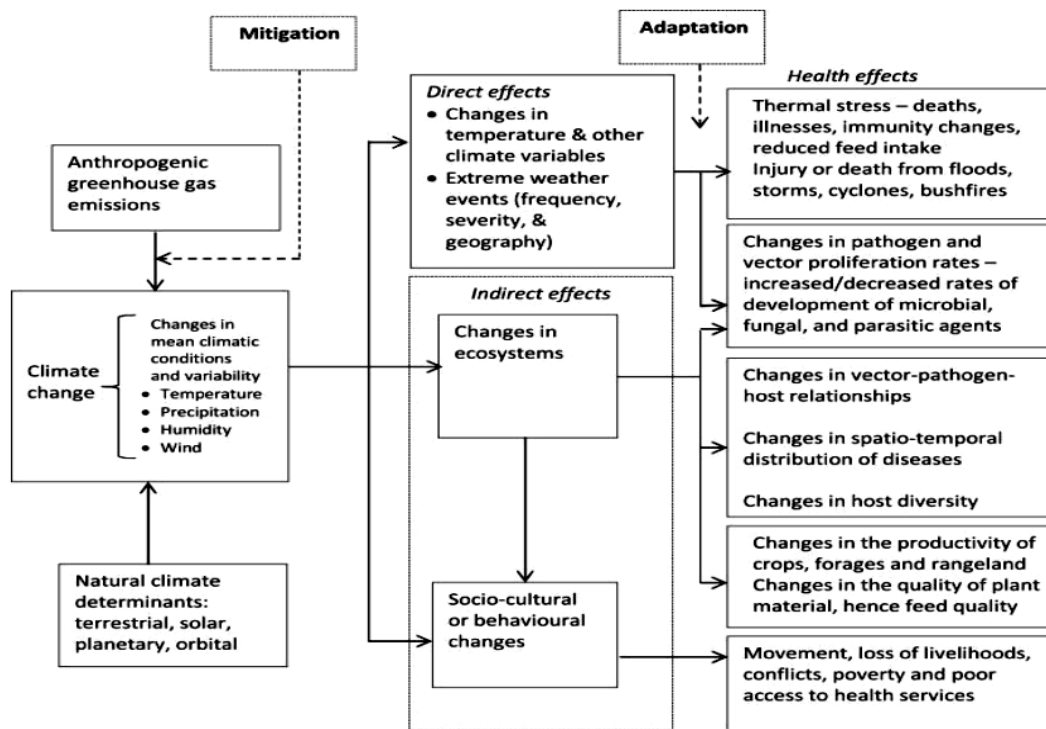 Mitigation
Adaptation
Anthropogenic
greenhouse gas
emissions
Climate
change
Changes in
mean climatic
conditions
and variability
• Temperature
• Precipitation
• Humidity
• Wind
Natural climate
determinants:
terrestrial, solar,
planetary, orbital
Direct effects
• Changes in
temperature & other
climate variables
• Extreme weather
events (frequency,
severity, &
geography)
Indirect effects
Changes in
ecosystems
Socio-cultural
or behavioural
changes
Health effects
Thermal stress – deaths,
illnesses, immunity changes,
reduced feed intake
Injury or death from floods,
storms, cyclones, bushfires
Changes in pathogen and
vector proliferation rates –
increased/decreased rates of
development of microbial,
fungal, and parasitic agents
Changes in vector-pathogen-
host relationships
Changes in spatio-temporal
distribution of diseases
Changes in host diversity
Changes in the productivity of
crops, forages and rangeland
Changes in the quality of plant
material, hence feed quality
Movement, loss of livelihoods,
conflicts, poverty and poor
access to health services